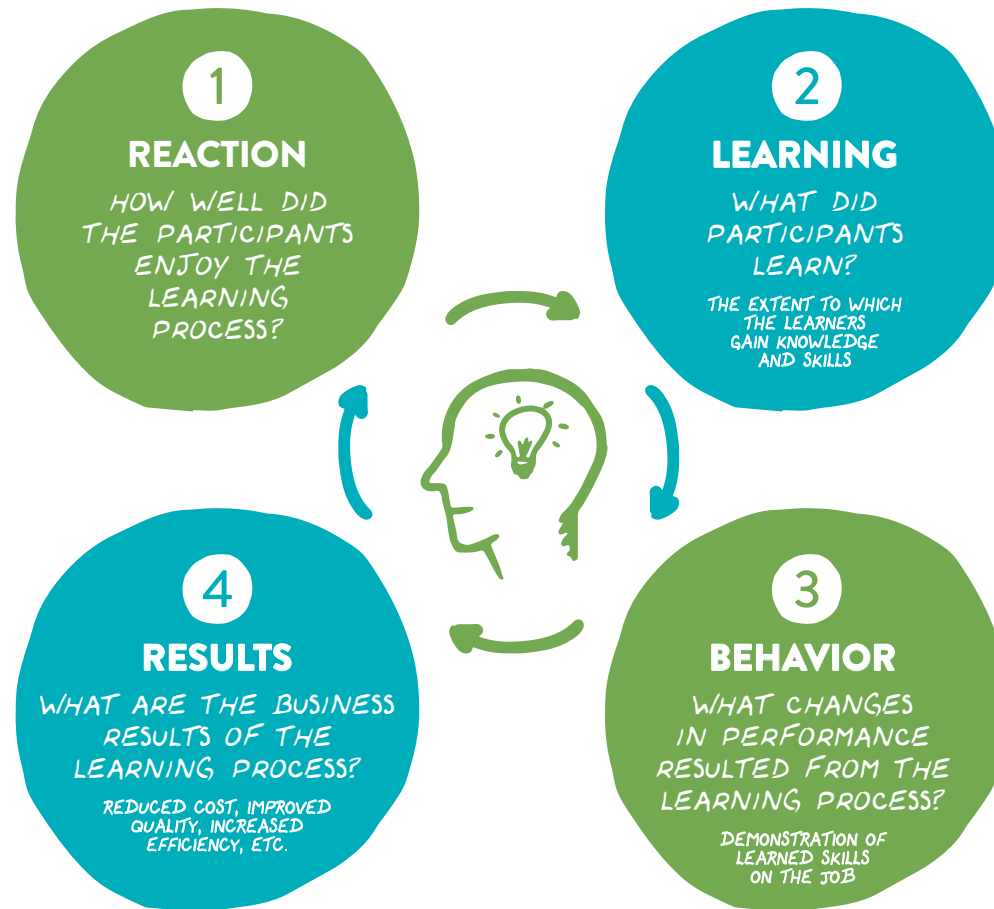 1
REACTION
HOW WELL DID
THE PARTICIPANTS
ENJOY THE
LEARNING
PROCESS?
2
LEARNING
WHAT DID
PARTICIPANTS
LEARN?
THE EXTENT TO WHICH
THE LEARNERS
GAIN KNOWLEDGE
AND SKILLS
3
BEHAVIOR
WHAT CHANGES
IN PERFORMANCE
RESULTED FROM THE
LEARNING PROCESS?
DEMONSTRATION OF
LEARNED SKILLS
ON THE JOB
4
RESULTS
WHAT ARE THE BUSINESS
RESULTS OF THE
LEARNING PROCESS?
REDUCED COST, IMPROVED
QUALITY, INCREASED
EFFICIENCY, ETC.